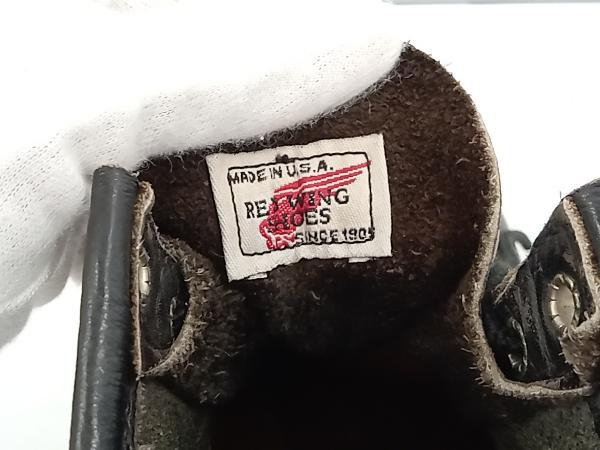 MADE IN U.S.A.
RED WING
SHOES
SINCE 1905